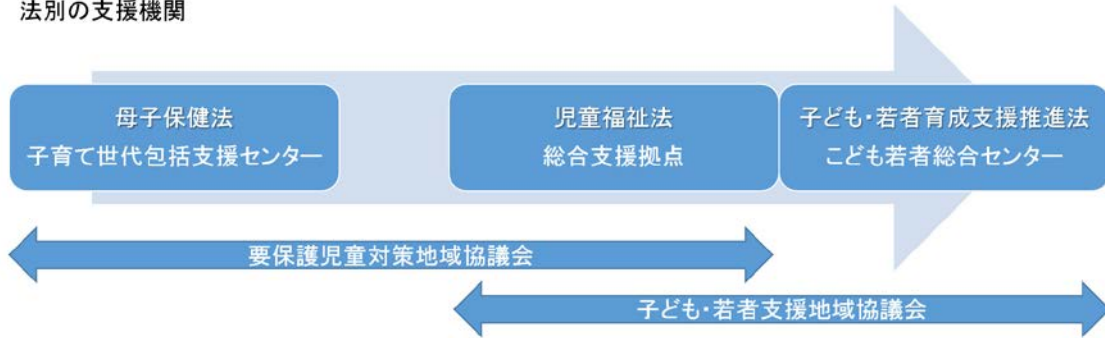 法別の支援機関
母子保健法
子育て世代包括支援センター
児童福祉法
総合支援拠点
子ども・若者育成支援推進法
こども若者総合センター
要保護児童対策地域協議会
子ども・若者支援地域協議会